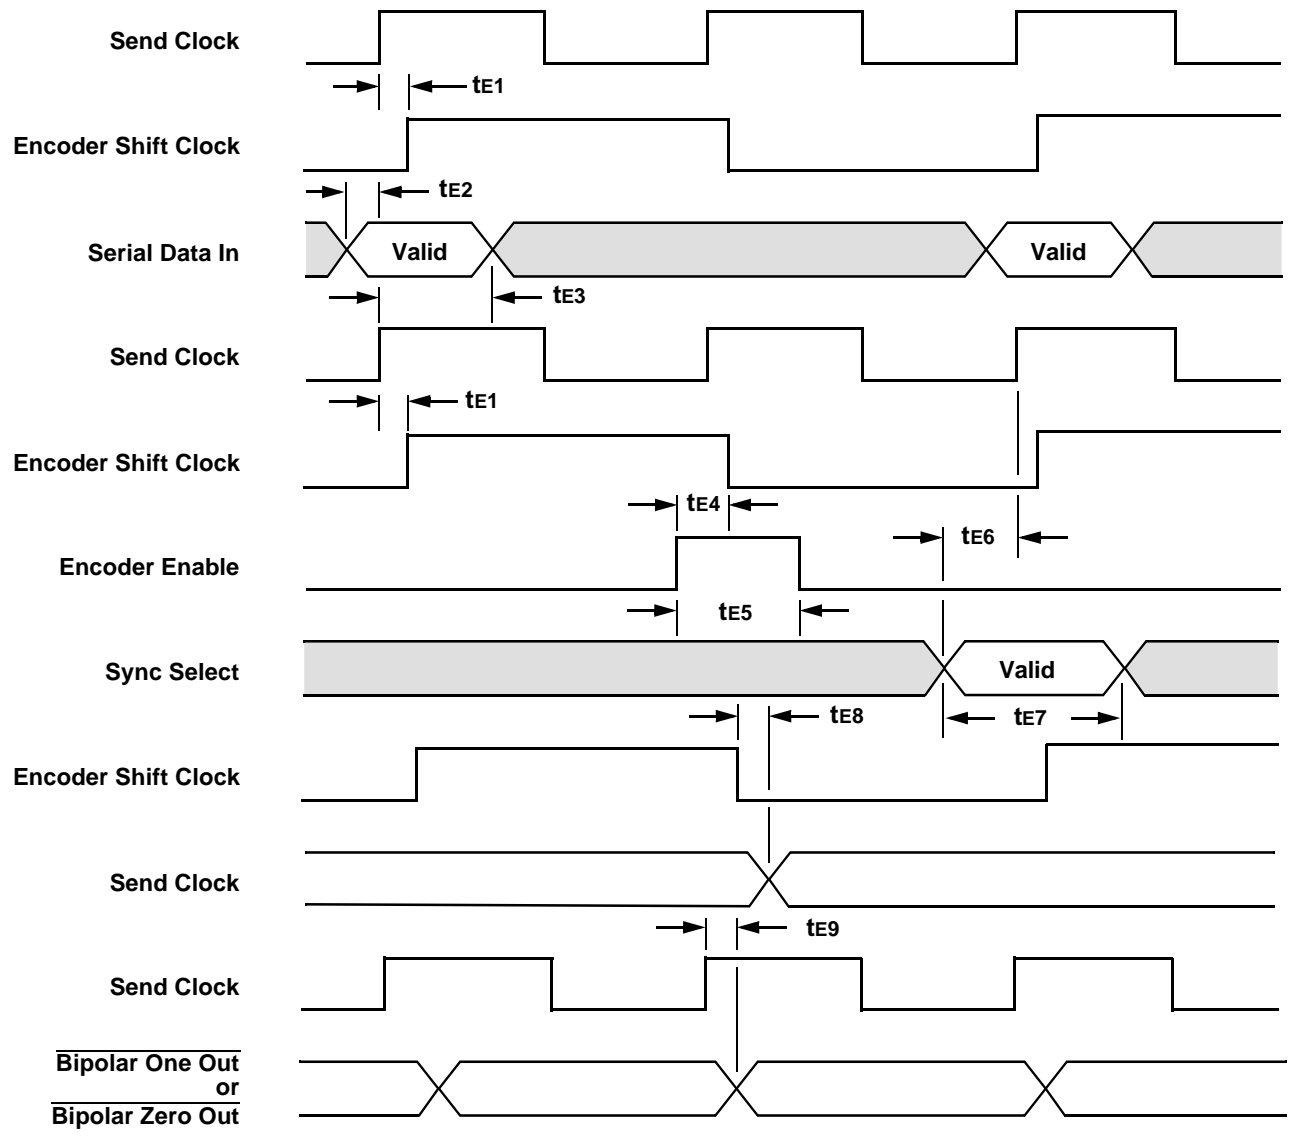 Send Clock
tE1
Encoder Shift Clock
tE2
Serial Data In
Valid
Valid
tE3
Send Clock
tE1
Encoder Shift Clock
tE4
tE6
Encoder Enable
tE5
Sync Select
Valid
tE8
tE7
Encoder Shift Clock
Send Clock
tE9
Send Clock
Bipolar One Out
or
Bipolar Zero Out